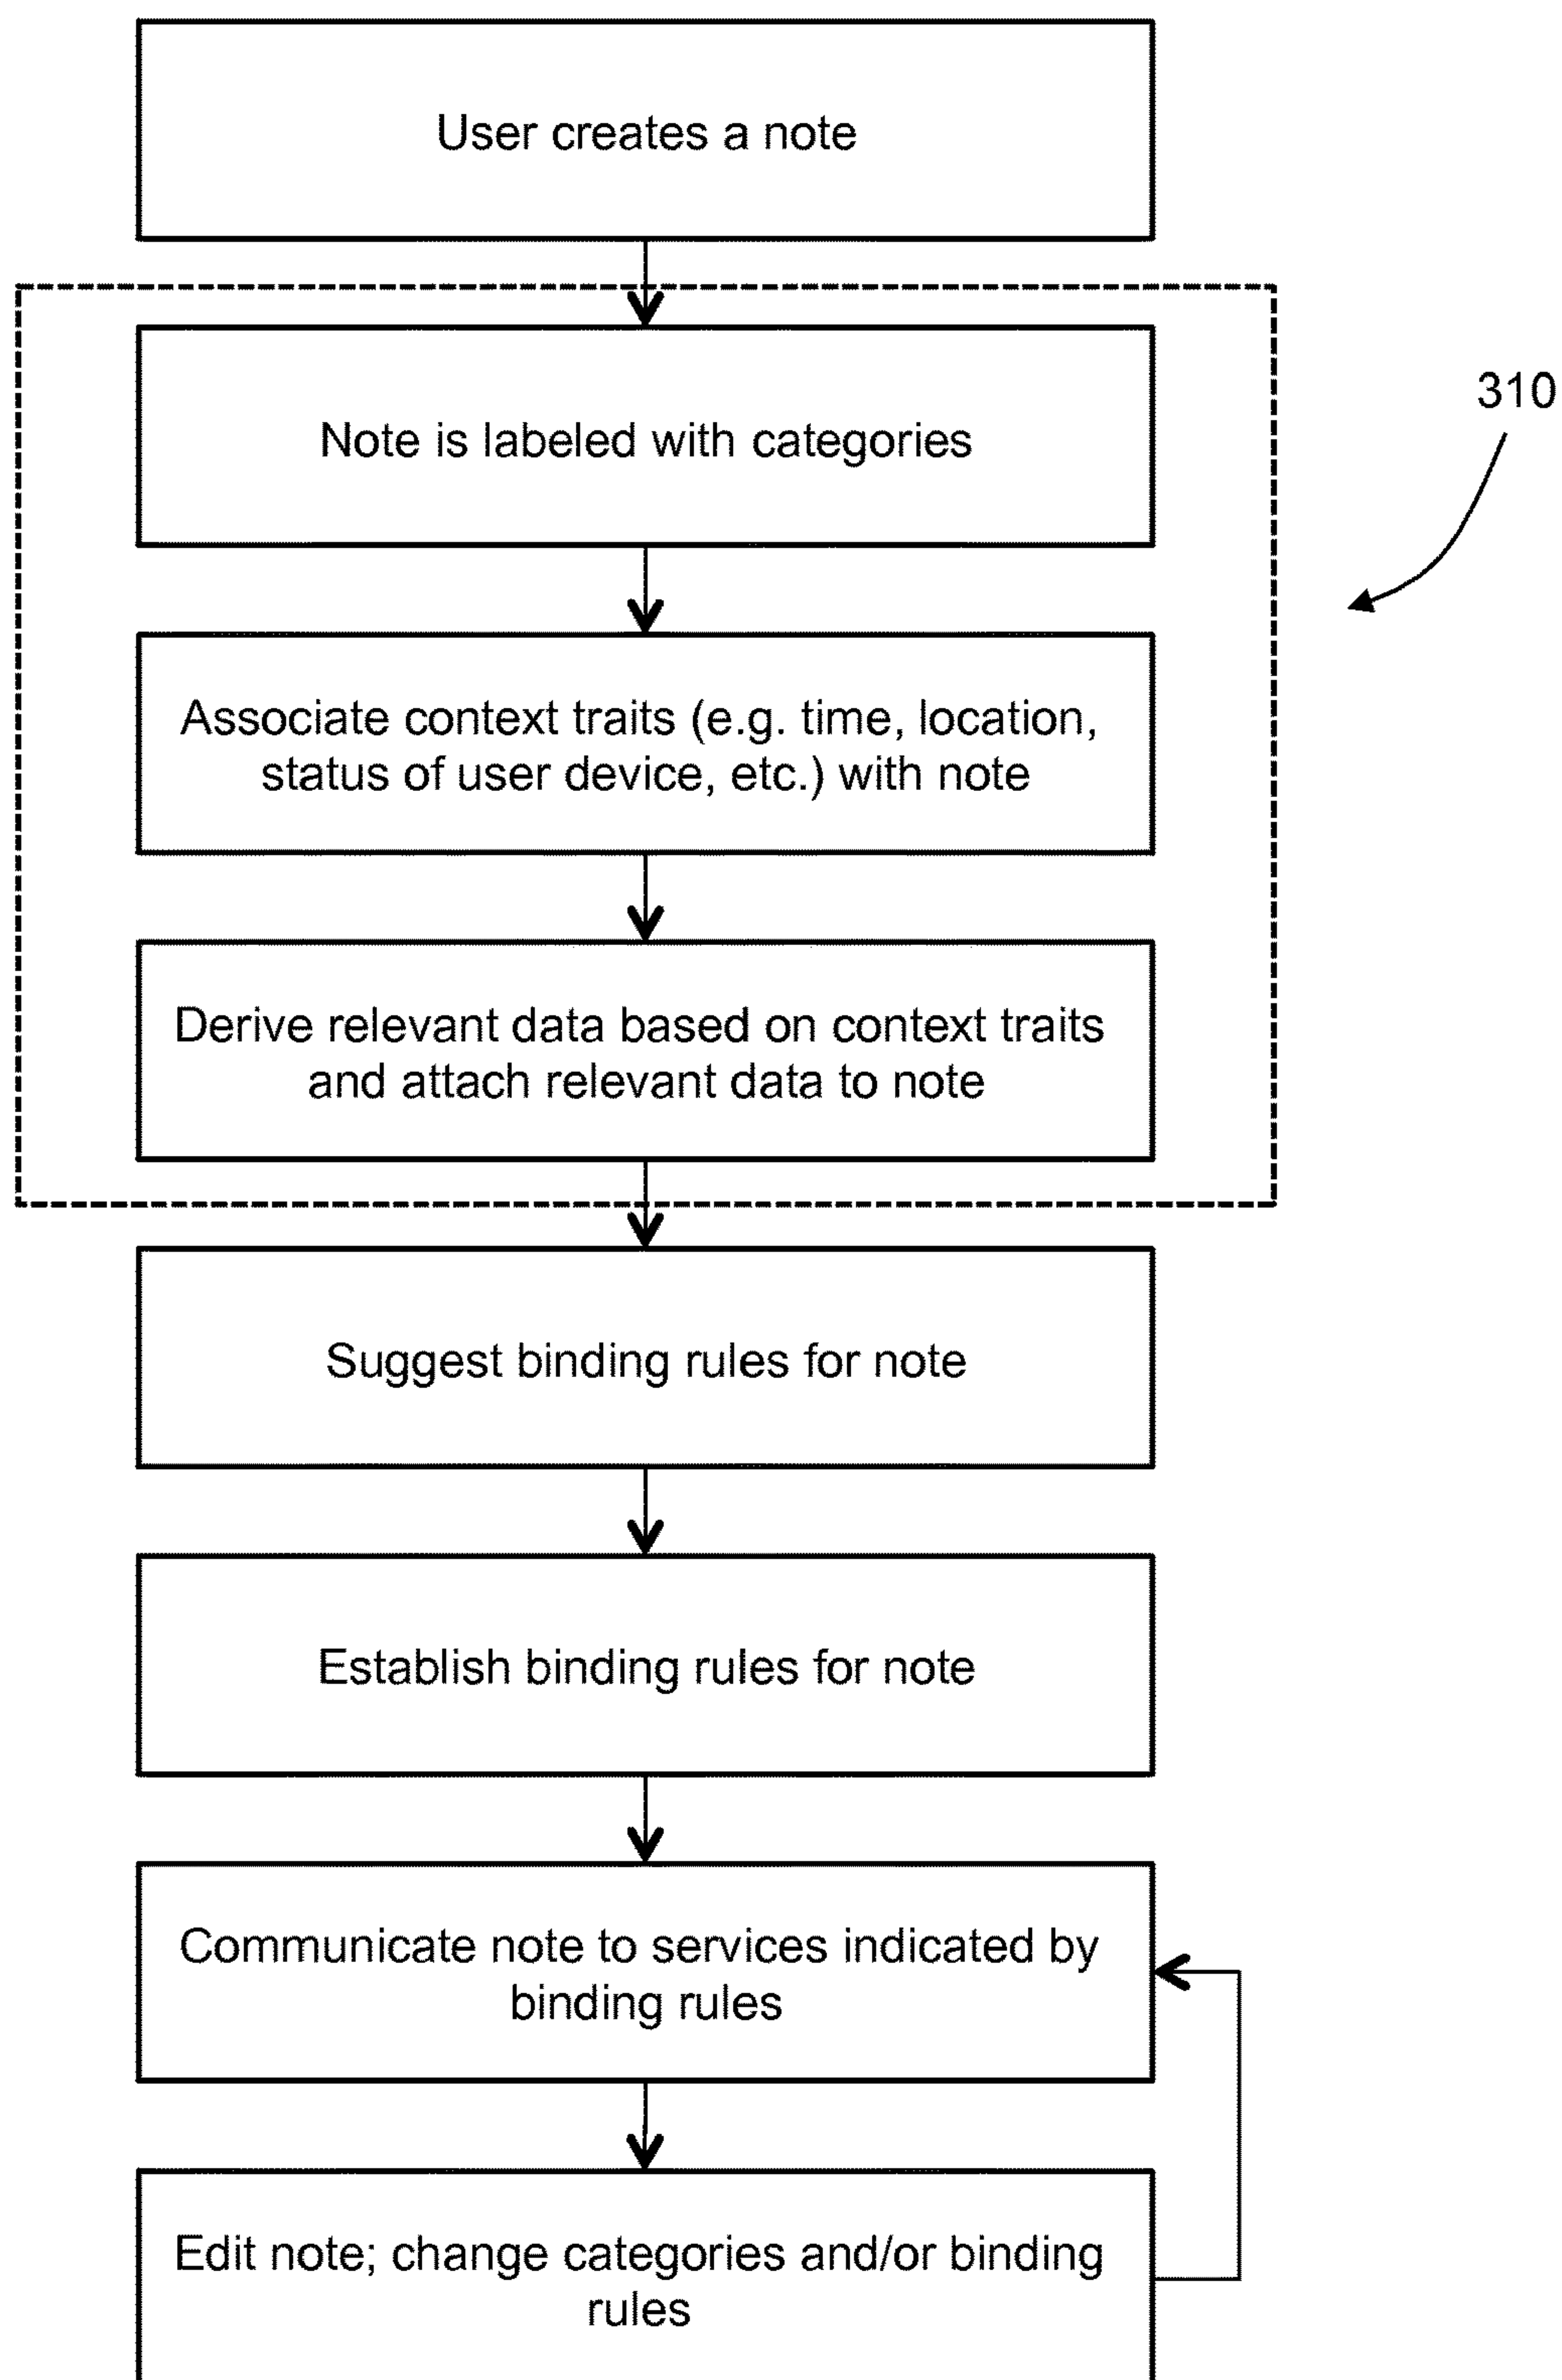 User creates a note
Note is labeled with categories
310
Associate context traits (e.g. time, location,
status of user device, etc.) with note
Derive relevant data based on context traits
and attach relevant data to note
Suggest binding rules for note
Establish binding rules for note
Communicate note to services indicated by
binding rules
Edit note; change categories and/or binding
rules